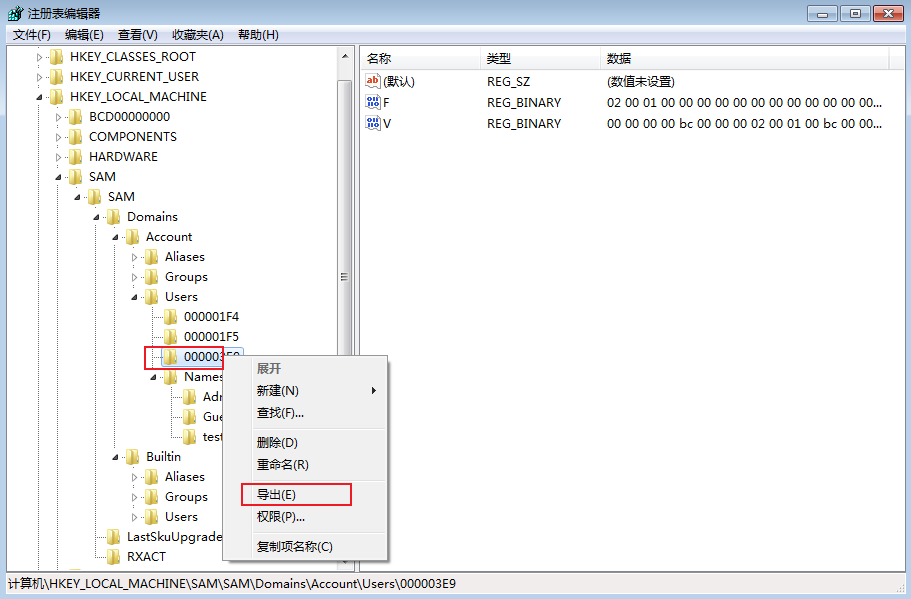 注册表编辑器
文件(F) 编辑(E) 查看(V) 收藏夹(A) 帮助(H)
HKEY_CLASSES_ROOT
HKEY_CURRENT_USER
HKEY_LOCAL_MACHINE
BCD00000000
COMPONENTS
HARDWARE
SAM
SAM
Domains
Account
Aliases
Groups
Users
000001F4
000001F5
000003E9
Names
Gue
test
Builtin
Aliases
Groups
Users
LastSkuUpgrade
RXACT
名称 类型 数据
ab (默认) REG_SZ (数值未设置)
F REG_BINARY 02 00 01 00 00 00 00 00 00 00 00 00 00 00 00...
V REG_BINARY 00 00 00 00 bc 00 00 00 02 00 01 00 bc 00 00...
展开
新建(N)
查找(F)...
删除(D)
重命名(R)
导出(E)
权限(P)...
复制项名称(C)
计算机\HKEY_LOCAL_MACHINE\SAM\SAM\Domains\Account\Users\000003E9